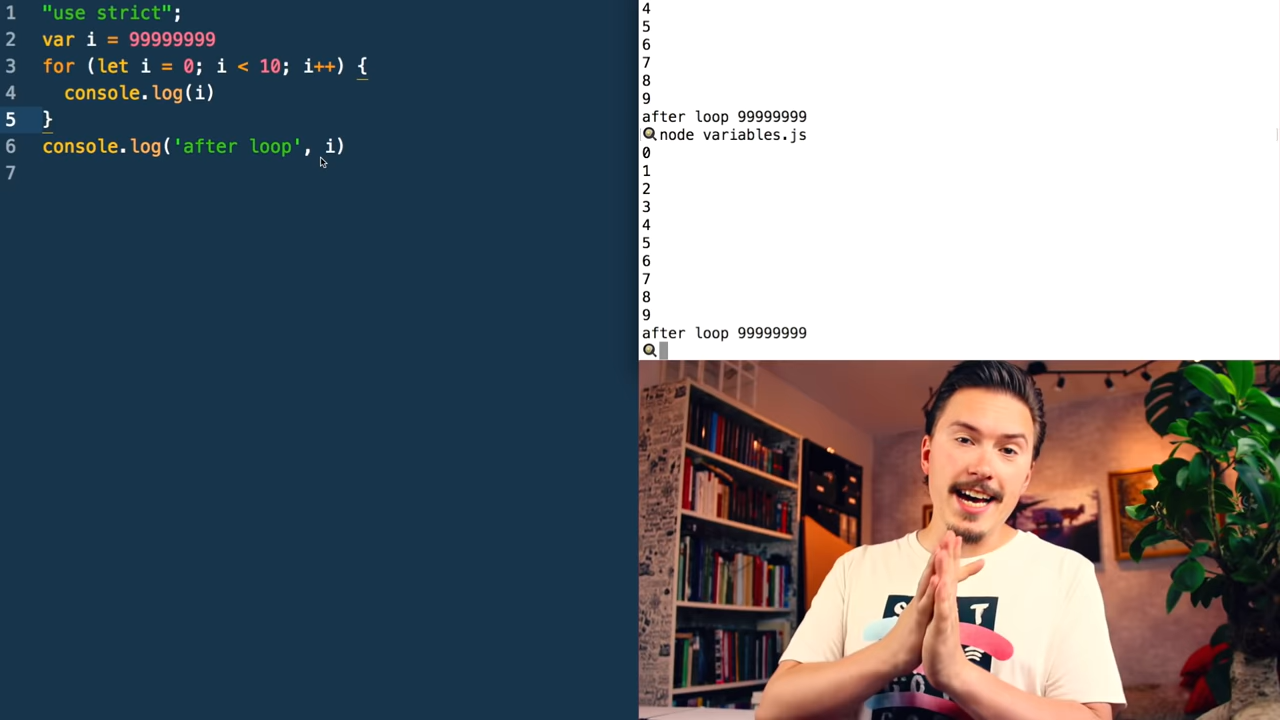 1 "use strict";
2 var i = 99999999
3 for (let i = 0; i < 10; i++) {
4 console.log(i)
5 }
6 console.log('after loop', i)
7
4
5
6
7
8
9
after loop 99999999
node variables.js
0
1
2
3
4
5
6
7
8
9
after loop 99999999